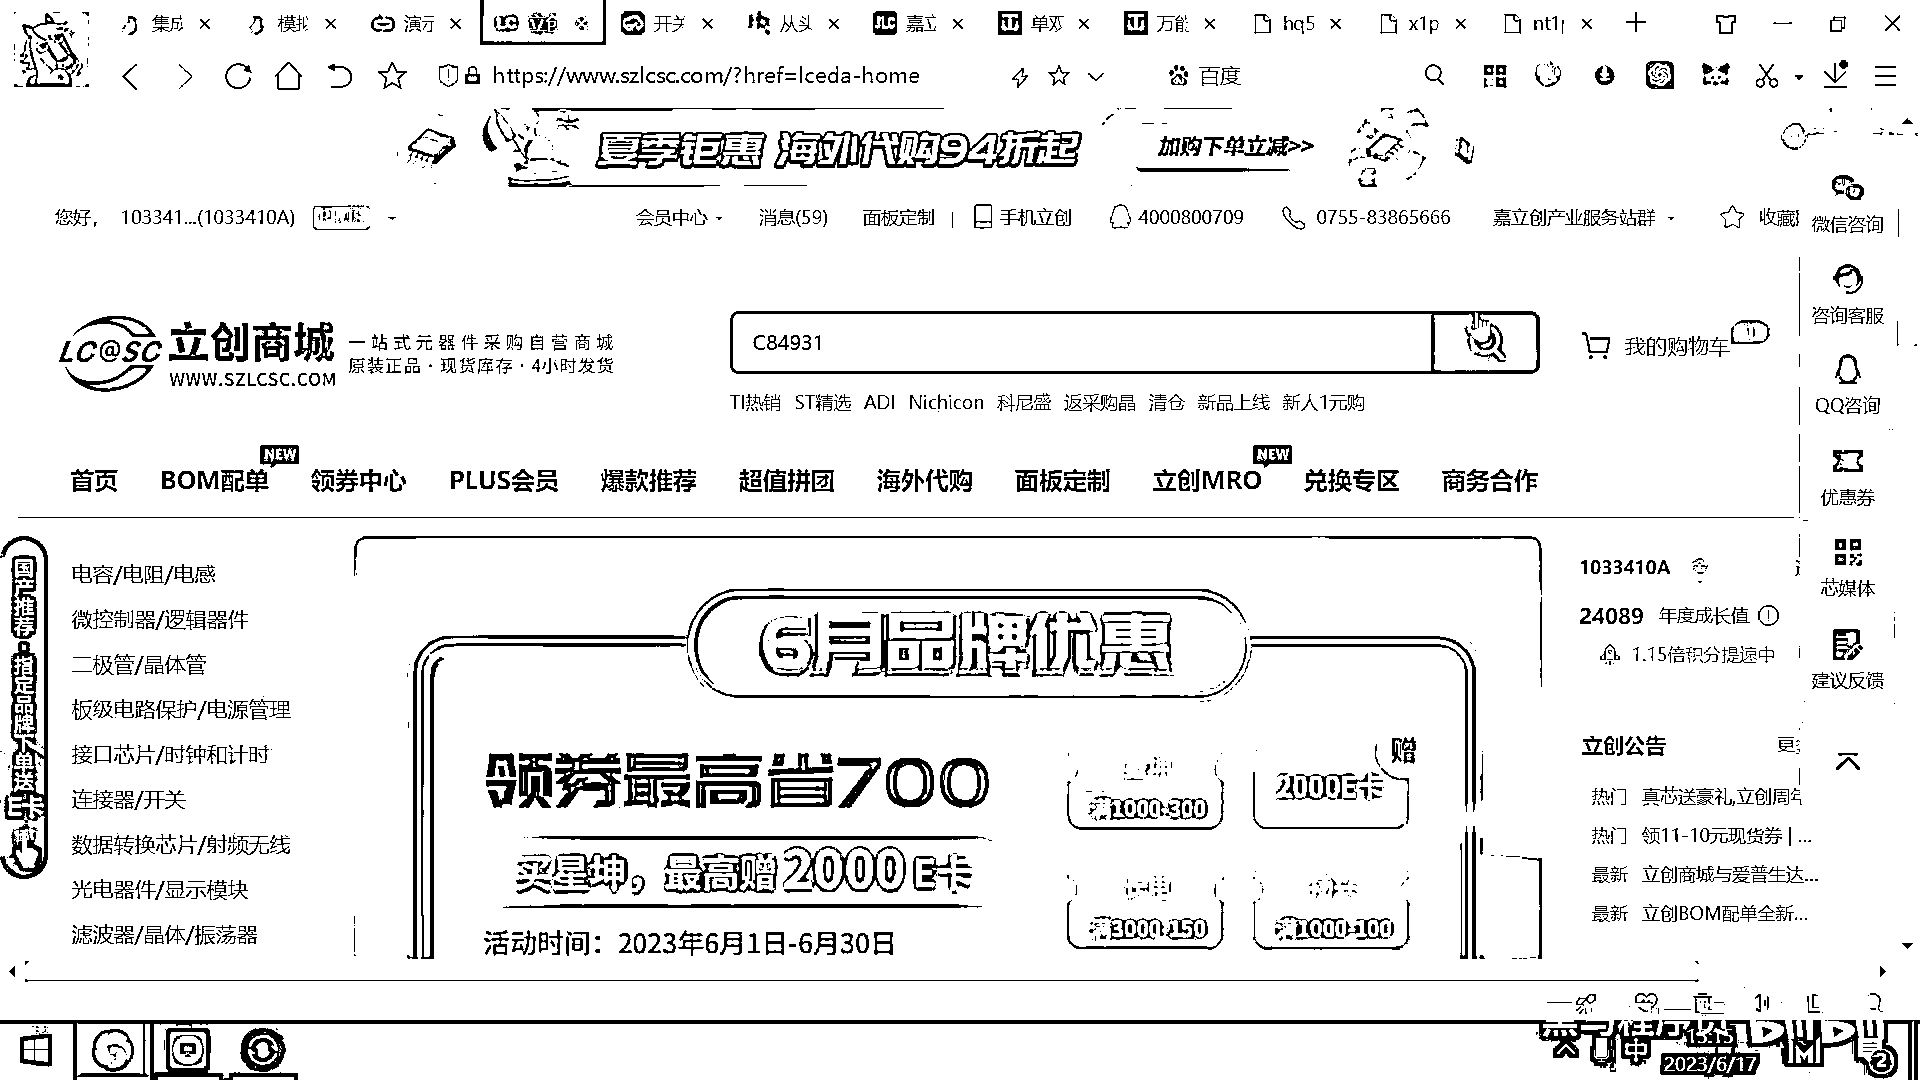 集成
模拟
演示
开关
从头
嘉立
单双
万能
hq5
x1p
nt1p
https://www.szlcsc.com/?href=lceda-home
百度
夏季钜惠 海外代购94折起
加购下单立减>>
您好， 103341...(1033410A)
会员中心
消息(59)
面板定制
手机立创
4000800709
0755-83865666
嘉立创产业服务站群
收藏
微信咨询
LC@SC 立创商城
WWW.SZLCSC.COM
一站式元器件采购自营商城
原装正品·现货库存·4小时发货
C84931
我的购物车
咨询客服
TI热销 ST精选 ADI Nichicon 科尼盛 返采购晶 清仓 新品上线 新人1元购
QQ咨询
首页
BOM配单 NEW
领券中心
PLUS会员
爆款推荐
超值拼团
海外代购
面板定制
立创MRO NEW
兑换专区
商务合作
优惠券
芯媒体
建议反馈
国产推荐·指定品牌下单送E卡
电容/电阻/电感
微控制器/逻辑器件
二极管/晶体管
板级电路保护/电源管理
接口芯片/时钟和计时
连接器/开关
数据转换芯片/射频无线
光电器件/显示模块
滤波器/晶体/振荡器
6月品牌优惠
领券最高省700
买星坤，最高赠2000E卡
活动时间：2023年6月1日-6月30日
满1000-300
赠
2000E卡
满3000-150
满1000-100
1033410A
24089 年度成长值
1.15倍积分提速中
立创公告
热门 真芯送豪礼,立创周年
热门 领11-10元现货券 | ...
最新 立创商城与爱普生达...
最新 立创BOM配单全新...
黑马程序员
中
15:15
2023/6/17
2